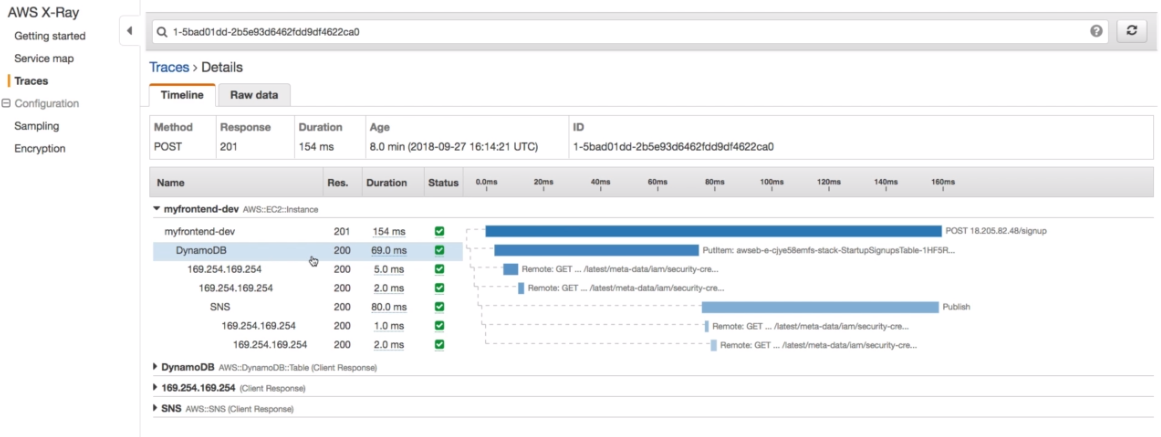 AWS X-Ray
Getting started
Service map
Traces
Configuration
Sampling
Encryption
1-5bad01dd-2b5e93d6462fdd9df4622ca0
Traces > Details
Timeline Raw data
Method Response Duration Age ID
POST 201 154 ms 8.0 min (2018-09-27 16:14:21 UTC) 1-5bad01dd-2b5e93d6462fdd9df4622ca0
Name Res. Duration Status 0.0ms 20ms 40ms 60ms 80ms 100ms 120ms 140ms 160ms
myfrontend-dev AWS::EC2::Instance
myfrontend-dev 201 154 ms POST 18.205.82.48/signup
DynamoDB 200 69.0 ms PutItem: awseb-e-cjye58emfs-stack-StartupSignupsTable-1HF5R...
169.254.169.254 200 5.0 ms Remote: GET ... /latest/meta-data/iam/security-cre...
169.254.169.254 200 2.0 ms Remote: GET ... /latest/meta-data/iam/security-cre...
SNS 200 80.0 ms Publish
169.254.169.254 200 1.0 ms Remote: GET ... /latest/meta-data/iam/security-cre...
169.254.169.254 200 2.0 ms Remote: GET ... /latest/meta-data/iam/security-cre...
DynamoDB AWS::DynamoDB::Table (Client Response)
169.254.169.254 (Client Response)
SNS AWS::SNS (Client Response)